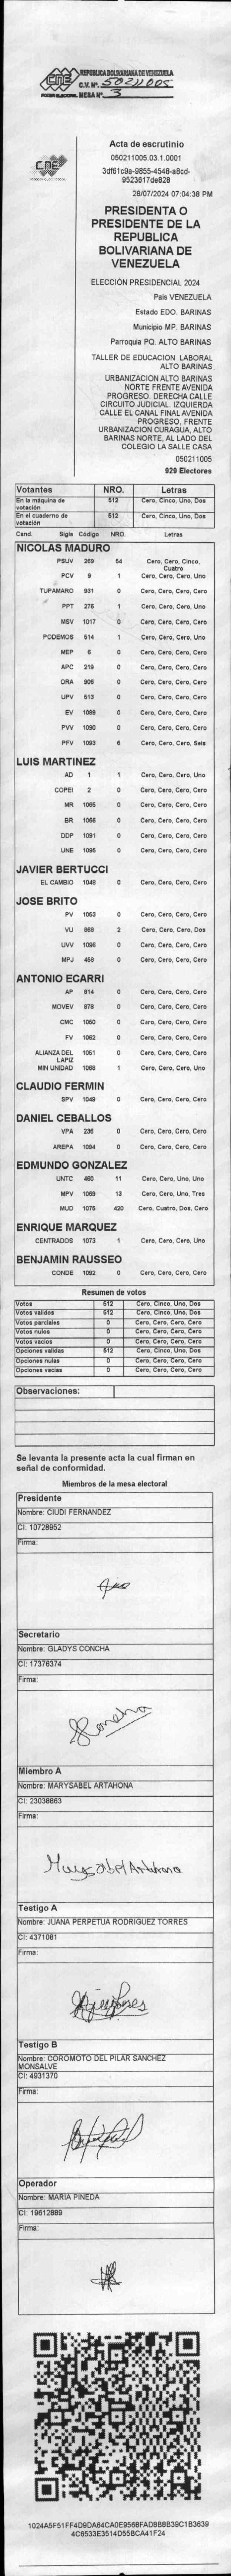 REPUBLICA BOLIVARIANA DE VENEZUELA
CNE
C.V. Nº. 50211005
PODER ELECTORAL MESA Nº 3
CNE
Acta de escrutinio
050211005.03.1.0001
3df61c9a-9855-4548-a8cd-
9523817de828
28/07/2024 07:04:38 PM
PRESIDENTA O
PRESIDENTE DE LA
REPUBLICA
BOLIVARIANA DE
VENEZUELA
ELECCIÓN PRESIDENCIAL 2024
Pais VENEZUELA
Estado EDO. BARINAS
Municipio MP. BARINAS
Parroquia PQ. ALTO BARINAS
TALLER DE EDUCACION LABORAL
ALTO BARINAS
URBANIZACION ALTO BARINAS
NORTE FRENTE AVENIDA
PROGRESO. DERECHA CALLE
CIRCUITO JUDICIAL. IZQUIERDA
CALLE EL CANAL FINAL AVENIDA
PROGRESO. FRENTE
URBANIZACION CURAGUA, ALTO
BARINAS NORTE, AL LADO DEL
COLEGIO LA SALLE CASA
050211005
929 Electores
Votantes NRO. Letras
En la máquina de votación 512 Cero, Cinco, Uno, Dos
En el cuaderno de votación 512 Cero, Cinco, Uno, Dos
Cand. Sigla Código NRO. Letras
NICOLAS MADURO
PSUV 269 54 Cero, Cero, Cinco, Cuatro
PCV 9 1 Cero, Cero, Cero, Uno
TUPAMARO 931 0 Cero, Cero, Cero, Cero
PPT 276 1 Cero, Cero, Cero, Uno
MSV 1017 0 Cero, Cero, Cero, Cero
PODEMOS 514 1 Cero, Cero, Cero, Uno
MEP 6 0 Cero, Cero, Cero, Cero
APC 219 0 Cero, Cero, Cero, Cero
ORA 906 0 Cero, Cero, Cero, Cero
UPV 513 0 Cero, Cero, Cero, Cero
EV 1089 0 Cero, Cero, Cero, Cero
PVV 1090 0 Cero, Cero, Cero, Cero
PFV 1093 6 Cero, Cero, Cero, Seis
LUIS MARTINEZ
AD 1 1 Cero, Cero, Cero, Uno
COPEI 2 0 Cero, Cero, Cero, Cero
MR 1065 0 Cero, Cero, Cero, Cero
BR 1066 0 Cero, Cero, Cero, Cero
DDP 1091 0 Cero, Cero, Cero, Cero
UNE 1095 0 Cero, Cero, Cero, Cero
JAVIER BERTUCCI
EL CAMBIO 1048 0 Cero, Cero, Cero, Cero
JOSE BRITO
PV 1053 0 Cero, Cero, Cero, Cero
VU 868 2 Cero, Cero, Cero, Dos
UVV 1096 0 Cero, Cero, Cero, Cero
MPJ 458 0 Cero, Cero, Cero, Cero
ANTONIO ECARRI
AP 814 0 Cero, Cero, Cero, Cero
MOVEV 878 0 Cero, Cero, Cero, Cero
CMC 1050 0 Cero, Cero, Cero, Cero
FV 1062 0 Cero, Cero, Cero, Cero
ALIANZA DEL LAPIZ 1051 0 Cero, Cero, Cero, Cero
MIN UNIDAD 1068 1 Cero, Cero, Cero, Uno
CLAUDIO FERMIN
SPV 1049 0 Cero, Cero, Cero, Cero
DANIEL CEBALLOS
VPA 236 0 Cero, Cero, Cero, Cero
AREPA 1094 0 Cero, Cero, Cero, Cero
EDMUNDO GONZALEZ
UNTC 460 11 Cero, Cero, Uno, Uno
MPV 1069 13 Cero, Cero, Uno, Tres
MUD 1075 420 Cero, Cuatro, Dos, Cero
ENRIQUE MARQUEZ
CENTRADOS 1073 1 Cero, Cero, Cero, Uno
BENJAMIN RAUSSEO
CONDE 1092 0 Cero, Cero, Cero, Cero
Resumen de votos
Votos 512 Cero, Cinco, Uno, Dos
Votos validos 512 Cero, Cinco, Uno, Dos
Votos parciales 0 Cero, Cero, Cero, Cero
Votos nulos 0 Cero, Cero, Cero, Cero
Votos vacios 0 Cero, Cero, Cero, Cero
Opciones validas 512 Cero, Cinco, Uno, Dos
Opciones nulas 0 Cero, Cero, Cero, Cero
Opciones vacias 0 Cero, Cero, Cero, Cero
Observaciones:
Se levanta la presente acta la cual firman en
señal de conformidad.
Miembros de la mesa electoral
Presidente
Nombre: CIUDI FERNANDEZ
CI: 10728952
Firma:
Secretario
Nombre: GLADYS CONCHA
CI: 17376374
Firma:
Concha
Miembro A
Nombre: MARYSABEL ARTAHONA
CI: 23038863
Firma:
Marysabel Artahona
Testigo A
Nombre: JUANA PERPETUA RODRIGUEZ TORRES
CI: 4371081
Firma:
Testigo B
Nombre: COROMOTO DEL PILAR SANCHEZ
MONSALVE
CI: 4931370
Firma:
Operador
Nombre: MARIA PINEDA
CI: 19612889
Firma:
1024A5F51FF4D9DA64CA0E9568FADBB8B39C1B3639
4C6533E3514D55BCA41F24